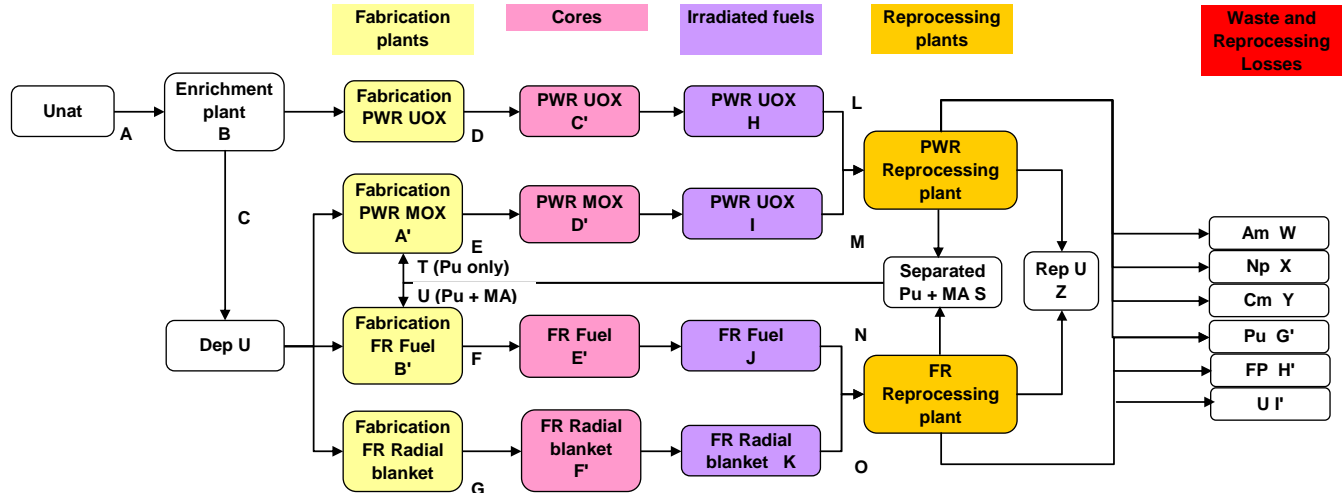 Fabrication
plants
Cores
Irradiated fuels
Reprocessing
plants
Waste and
Reprocessing
Losses
Unat
A
Enrichment
plant
B
Fabrication
PWR UOX
D
PWR UOX
C'
PWR UOX
H
L
PWR
Reprocessing
plant
C
Fabrication
PWR MOX
A'
E
PWR MOX
D'
PWR UOX
I
M
T (Pu only)
U (Pu + MA)
Separated
Pu + MA S
Rep U
Z
Am W
Np X
Cm Y
Pu G'
FP H'
U I'
Dep U
Fabrication
FR Fuel
B'
F
FR Fuel
E'
FR Fuel
J
N
FR
Reprocessing
plant
Fabrication
FR Radial
blanket
G
FR Radial
blanket
F'
FR Radial
blanket K
O